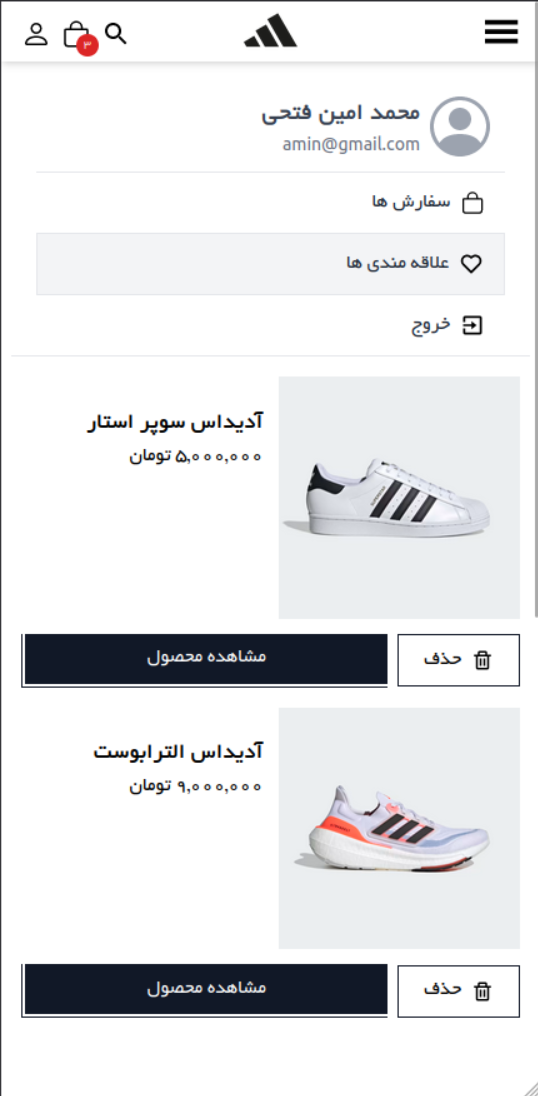 ۳
محمد امین فتحی
amin@gmail.com
سفارش ها
علاقه مندی ها
خروج
آدیداس سوپر استار
۵,۰۰۰,۰۰۰ تومان
حذف
مشاهده محصول
آدیداس الترابوست
۹,۰۰۰,۰۰۰ تومان
حذف
مشاهده محصول